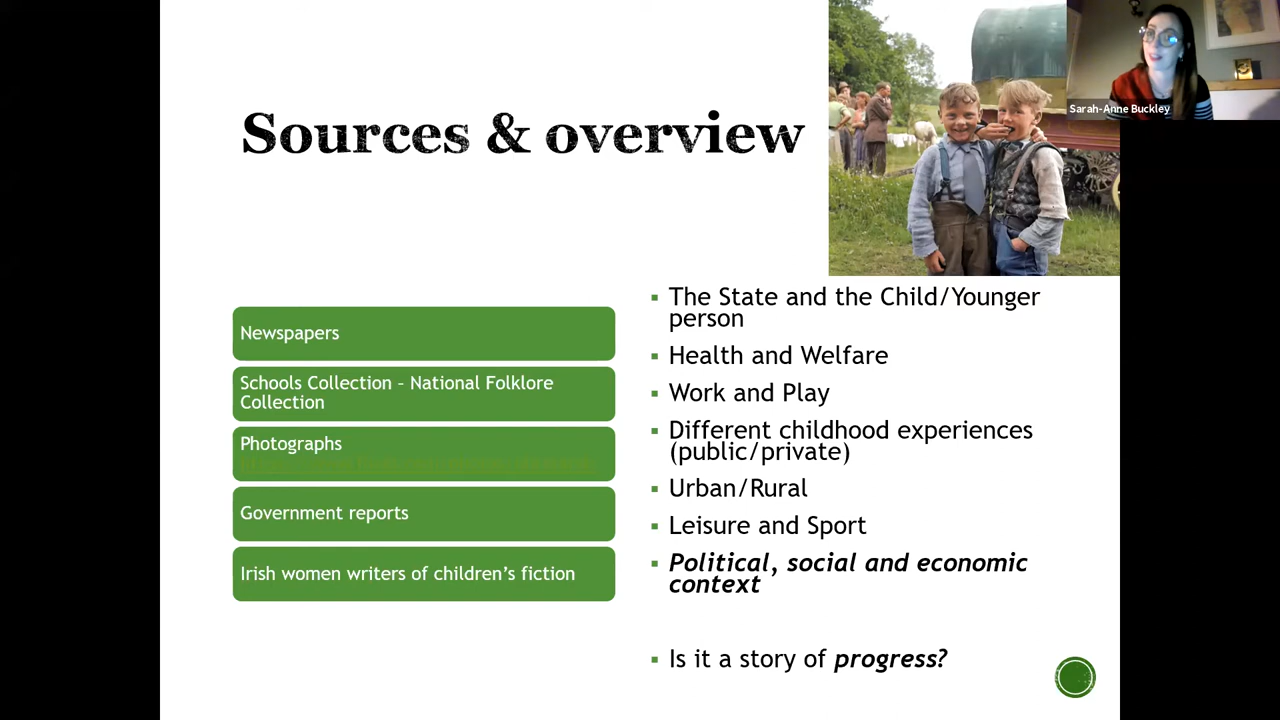 Sources & overview
Sarah-Anne Buckley
Newspapers
Schools Collection – National Folklore
Collection
Photographs
Government reports
Irish women writers of children’s fiction
▪ The State and the Child/Younger
person
▪ Health and Welfare
▪ Work and Play
▪ Different childhood experiences
(public/private)
▪ Urban/Rural
▪ Leisure and Sport
▪ Political, social and economic
context
▪ Is it a story of progress?